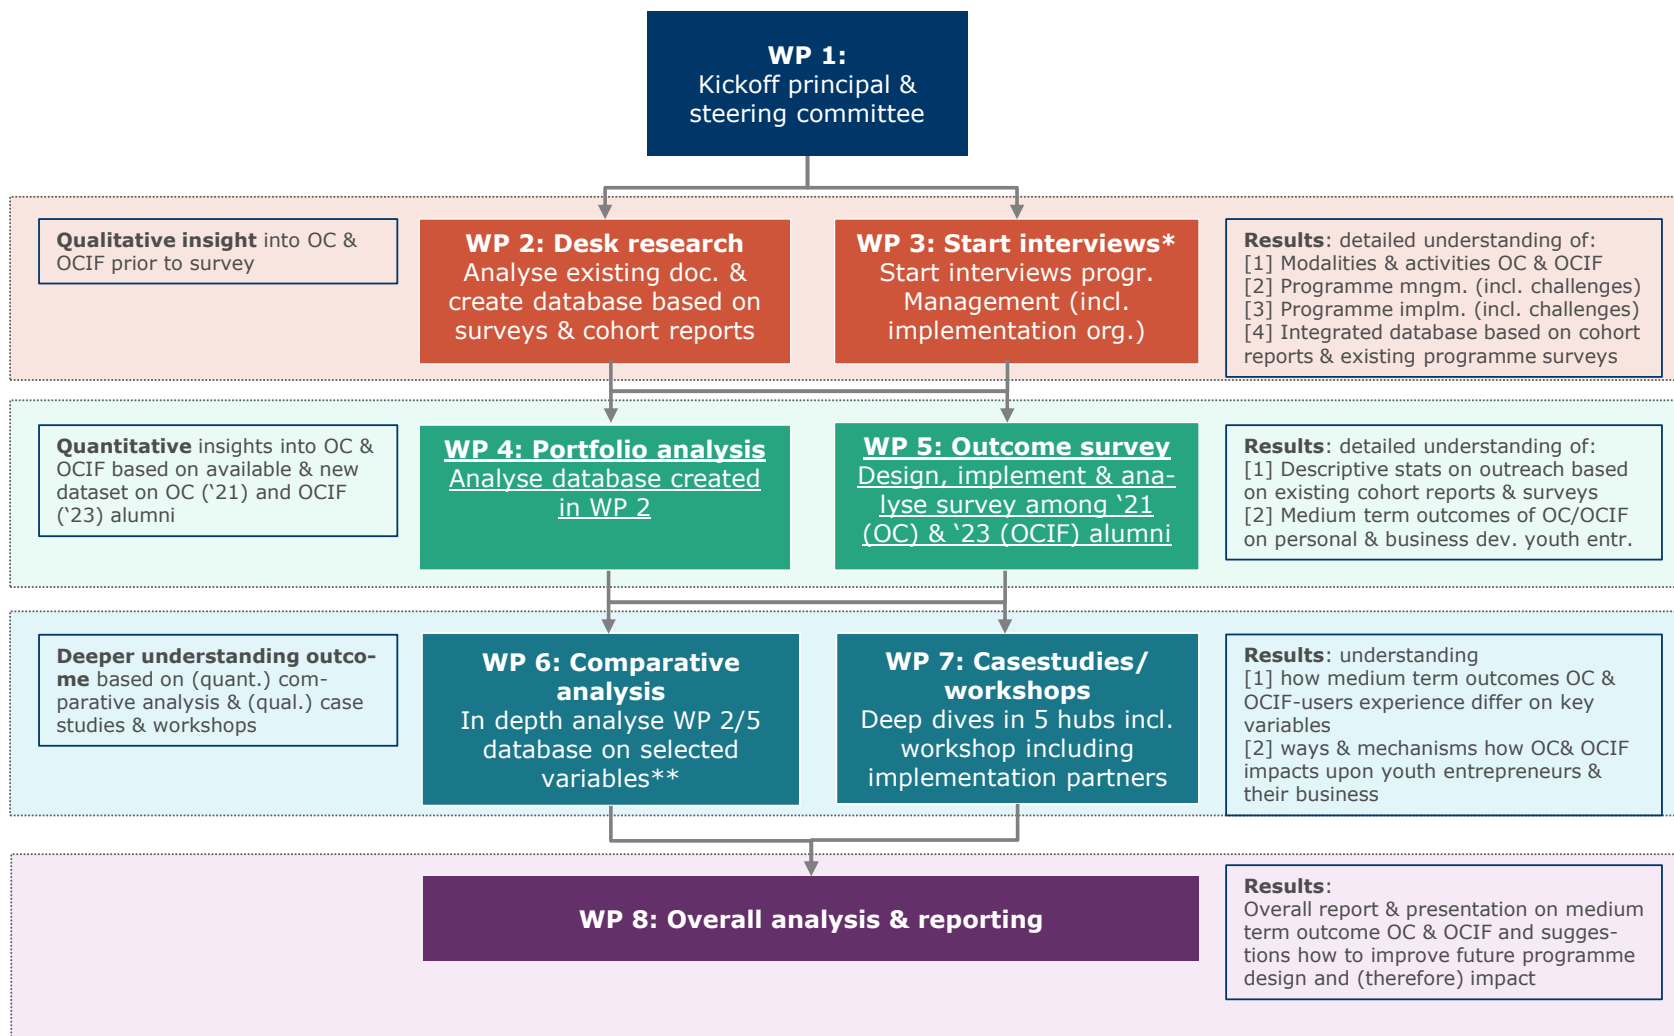 WP 1:
Kickoff principal &
steering committee
Qualitative insight into OC &
OCIF prior to survey
WP 2: Desk research
Analyse existing doc. &
create database based on
surveys & cohort reports
WP 3: Start interviews*
Start interviews progr.
Management (incl.
implementation org.)
Results: detailed understanding of:
[1] Modalities & activities OC & OCIF
[2] Programme mngm. (incl. challenges)
[3] Programme implm. (incl. challenges)
[4] Integrated database based on cohort
reports & existing programme surveys
Quantitative insights into OC &
OCIF based on available & new
dataset on OC (‘21) and OCIF
(‘23) alumni
WP 4: Portfolio analysis
Analyse database created
in WP 2
WP 5: Outcome survey
Design, implement & ana-
lyse survey among ‘21
(OC) & ‘23 (OCIF) alumni
Results: detailed understanding of:
[1] Descriptive stats on outreach based
on existing cohort reports & surveys
[2] Medium term outcomes of OC/OCIF
on personal & business dev. youth entr.
Deeper understanding outco-
me based on (quant.) com-
parative analysis & (qual.) case
studies & workshops
WP 6: Comparative
analysis
In depth analyse WP 2/5
database on selected
variables**
WP 7: Casestudies/
workshops
Deep dives in 5 hubs incl.
workshop including
implementation partners
Results: understanding
[1] how medium term outcomes OC &
OCIF-users experience differ on key
variables
[2] ways & mechanisms how OC& OCIF
impacts upon youth entrepreneurs &
their business
WP 8: Overall analysis & reporting
Results:
Overall report & presentation on medium
term outcome OC & OCIF and sugges-
tions how to improve future programme
design and (therefore) impact